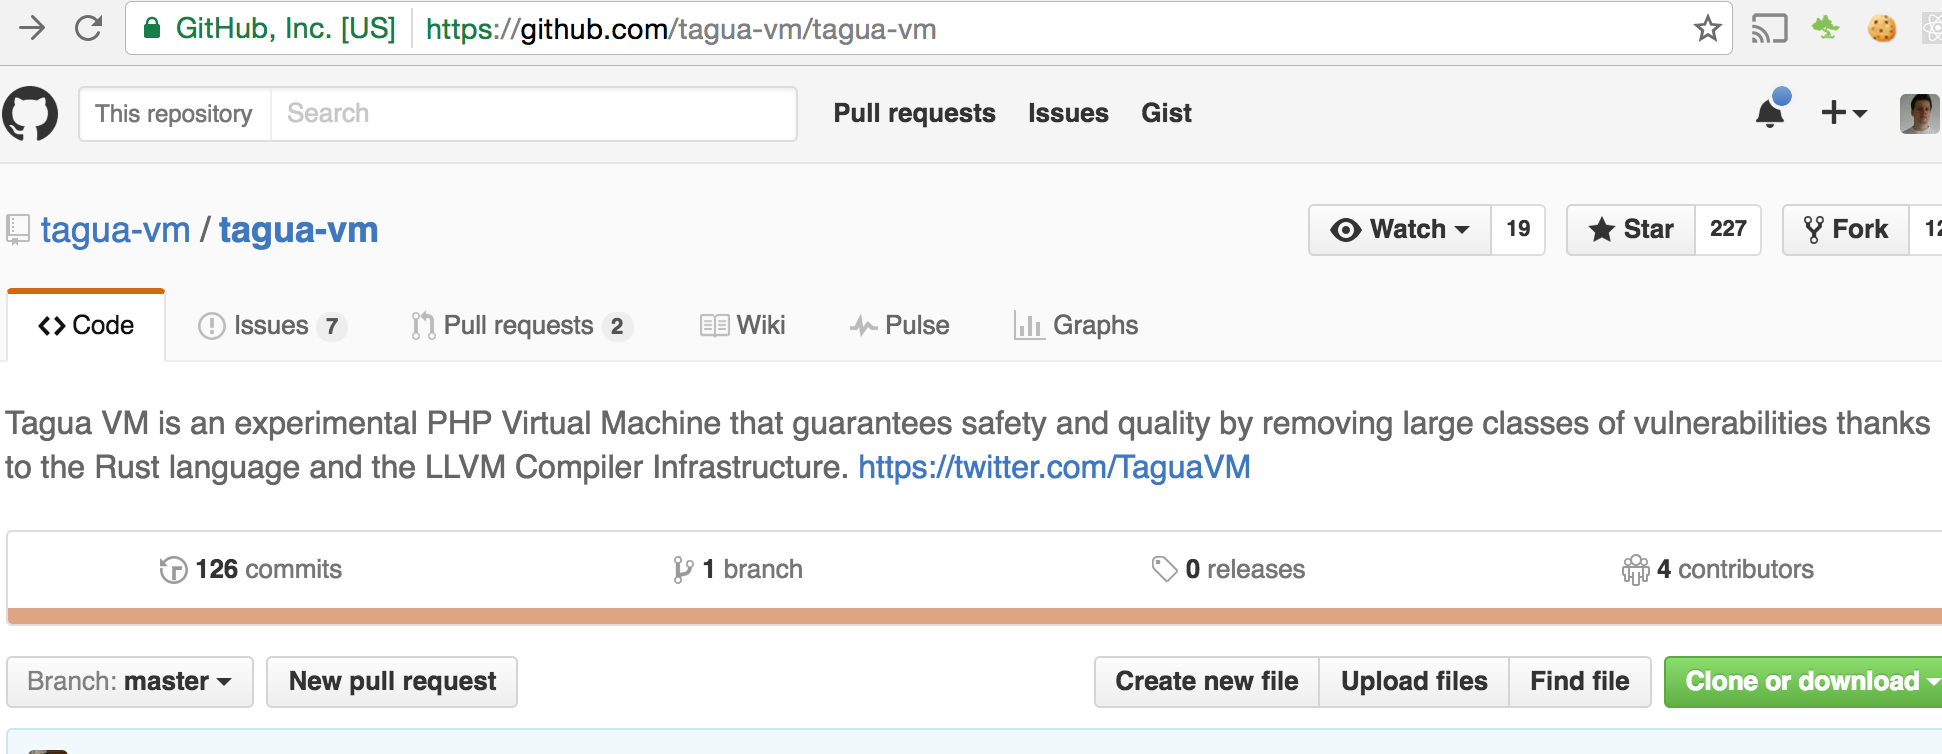 GitHub, Inc. [US] https://github.com/tagua-vm/tagua-vm
This repository Search Pull requests Issues Gist
tagua-vm / tagua-vm Watch 19 Star 227 Fork
Code Issues 7 Pull requests 2 Wiki Pulse Graphs
Tagua VM is an experimental PHP Virtual Machine that guarantees safety and quality by removing large classes of vulnerabilities thanks
to the Rust language and the LLVM Compiler Infrastructure. https://twitter.com/TaguaVM
126 commits 1 branch 0 releases 4 contributors
Branch: master New pull request Create new file Upload files Find file Clone or download